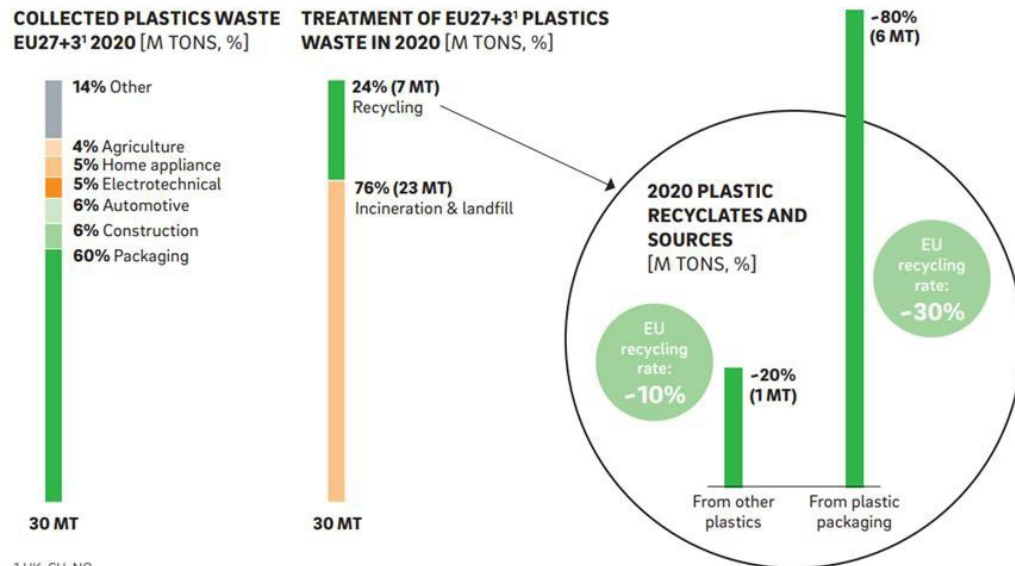 COLLECTED PLASTICS WASTE
EU27+3¹ 2020 [M TONS, %]
14% Other
4% Agriculture
5% Home appliance
5% Electrotechnical
6% Automotive
6% Construction
60% Packaging
30 MT
TREATMENT OF EU27+3¹ PLASTICS
WASTE IN 2020 [M TONS, %]
24% (7 MT)
Recycling
76% (23 MT)
Incineration & landfill
30 MT
2020 PLASTIC
RECYCLATES AND
SOURCES
[M TONS, %]
EU
recycling
rate:
~10%
~20%
(1 MT)
From other
plastics
~80%
(6 MT)
EU
recycling
rate:
~30%
From plastic
packaging